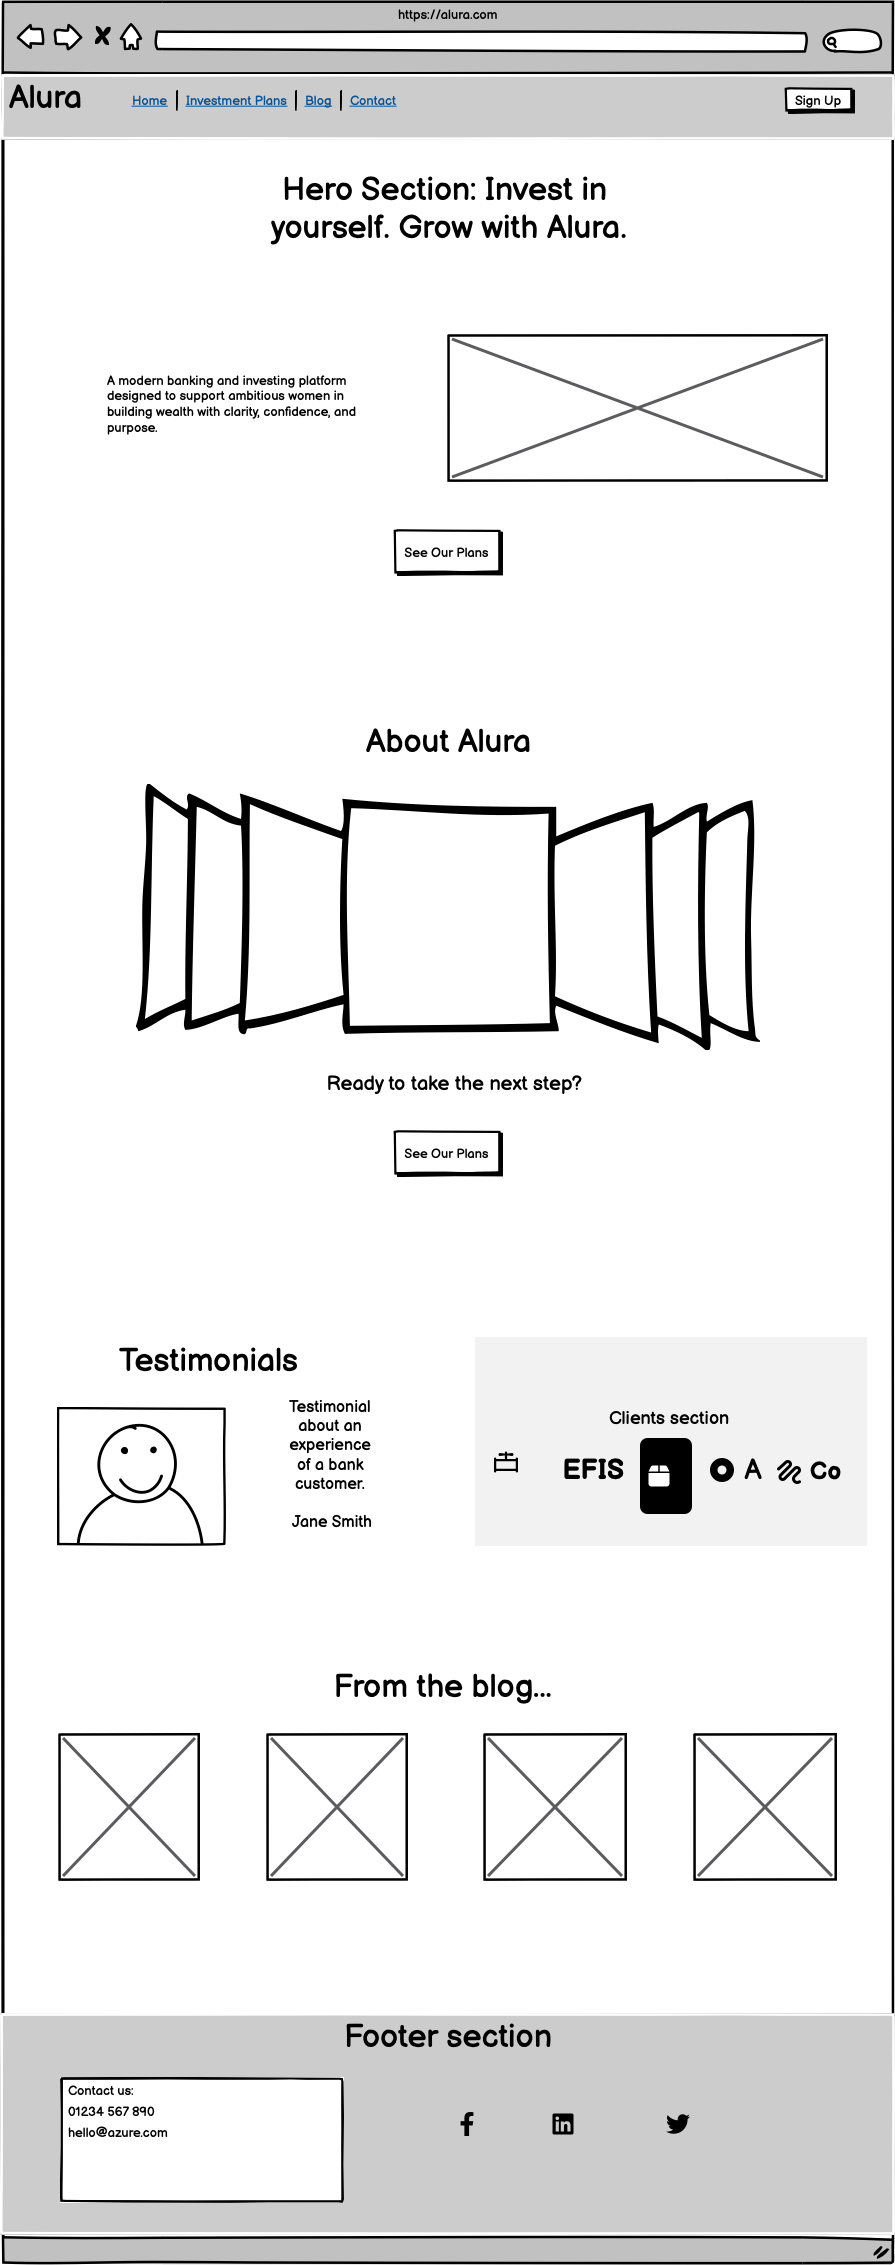 https://alura.com
Alura
Home | Investment Plans | Blog | Contact
Sign Up
Hero Section: Invest in
yourself. Grow with Alura.
A modern banking and investing platform
designed to support ambitious women in
building wealth with clarity, confidence, and
purpose.
See Our Plans
About Alura
Ready to take the next step?
See Our Plans
Testimonials
Testimonial
about an
experience
of a bank
customer.
Jane Smith
Clients section
EFIS
A
Co
From the blog...
Footer section
Contact us:
01234 567 890
hello@azure.com